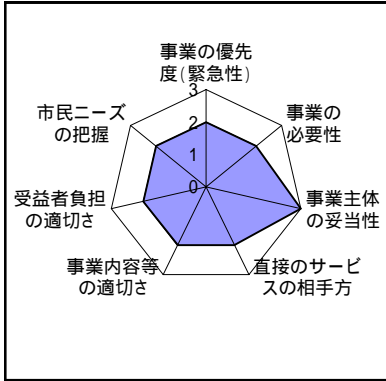 事業の優先
度(緊急性)
事業の
必要性
事業主体
の妥当性
直接のサービ
スの相手方
事業内容等
の適切さ
受益者負担
の適切さ
市民ニーズ
の把握
3
2
1
0